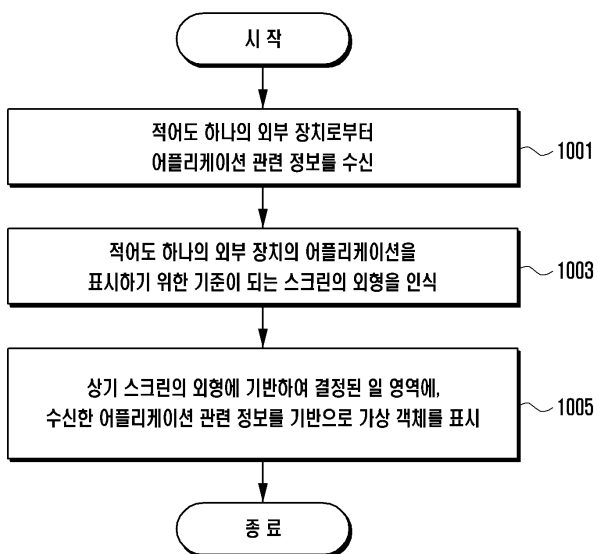 시 작
적어도 하나의 외부 장치로부터
어플리케이션 관련 정보를 수신
1001
적어도 하나의 외부 장치의 어플리케이션을
표시하기 위한 기준이 되는 스크린의 외형을 인식
1003
상기 스크린의 외형에 기반하여 결정된 일 영역에,
수신한 어플리케이션 관련 정보를 기반으로 가상 객체를 표시
1005
종 료